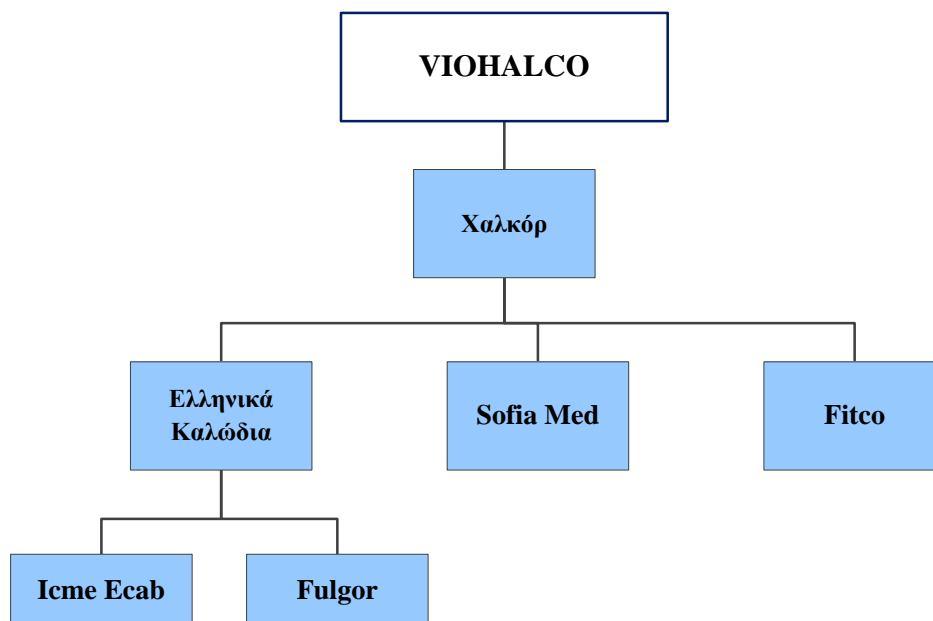 VIOHALCO
Χαλκόρ
Ελληνικά
Καλώδια
Sofia Med
Fitco
Icme Ecab
Fulgor